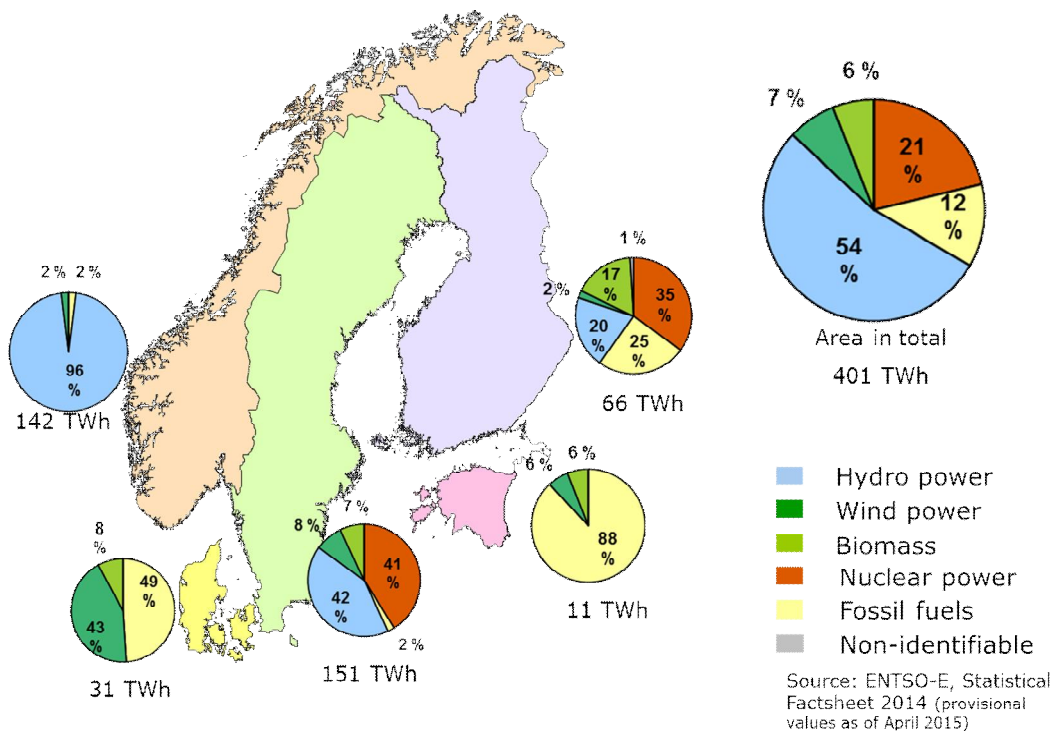 6 %
7 %
21
%
12
%
54
%
Area in total
401 TWh
1 %
17
%
2 %
35
%
20
%
25
%
66 TWh
2 %
2 %
96
%
142 TWh
6 %
6 %
88
%
11 TWh
7 %
8 %
41
%
42
%
2 %
151 TWh
8
%
49
%
43
%
31 TWh
Hydro power
Wind power
Biomass
Nuclear power
Fossil fuels
Non-identifiable
Source: ENTSO-E, Statistical
Factsheet 2014 (provisional
values as of April 2015)